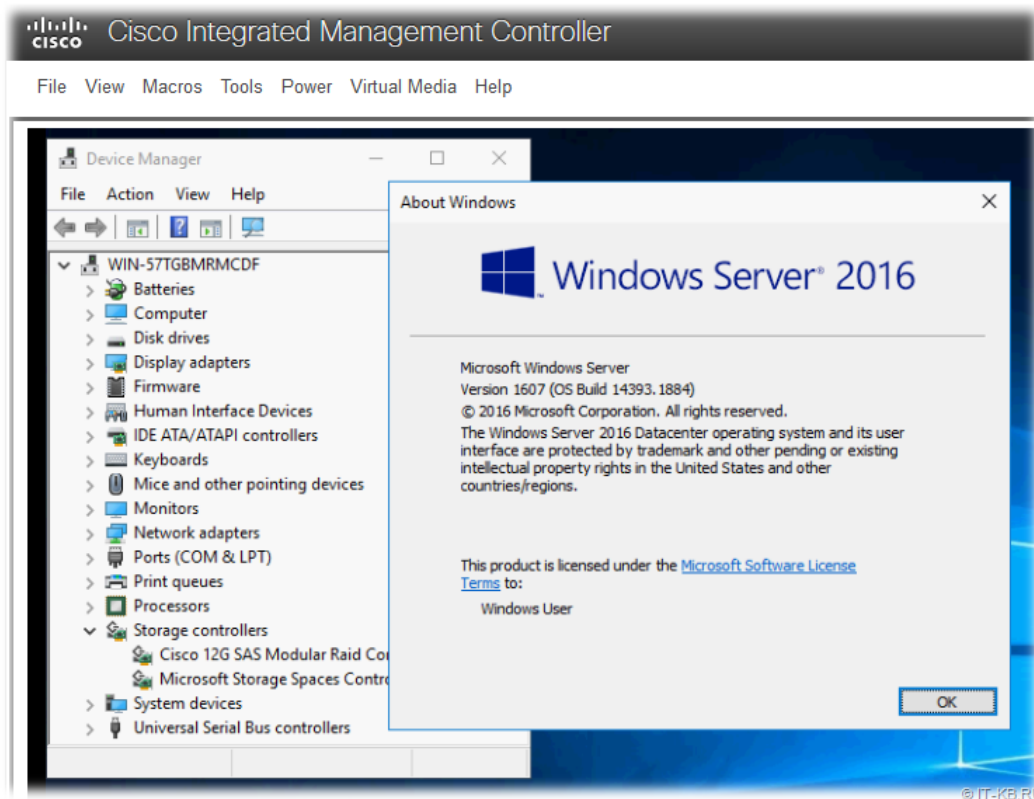 CISCO Cisco Integrated Management Controller
File View Macros Tools Power Virtual Media Help
Device Manager
File Action View Help
WIN-57TGBMRMCDF
Batteries
Computer
Disk drives
Display adapters
Firmware
Human Interface Devices
IDE ATA/ATAPI controllers
Keyboards
Mice and other pointing devices
Monitors
Network adapters
Ports (COM & LPT)
Print queues
Processors
Storage controllers
Cisco 12G SAS Modular Raid
Microsoft Storage Spaces
System devices
Universal Serial Bus controllers
About Windows
Windows Server® 2016
Microsoft Windows Server
Version 1607 (OS Build 14393.1884)
© 2016 Microsoft Corporation. All rights reserved.
The Windows Server 2016 Datacenter operating system and its user
interface are protected by trademark and other pending or existing
intellectual property rights in the United States and other
countries/regions.
This product is licensed under the Microsoft Software License
Terms to:
Windows User
OK
© IT-KB.R